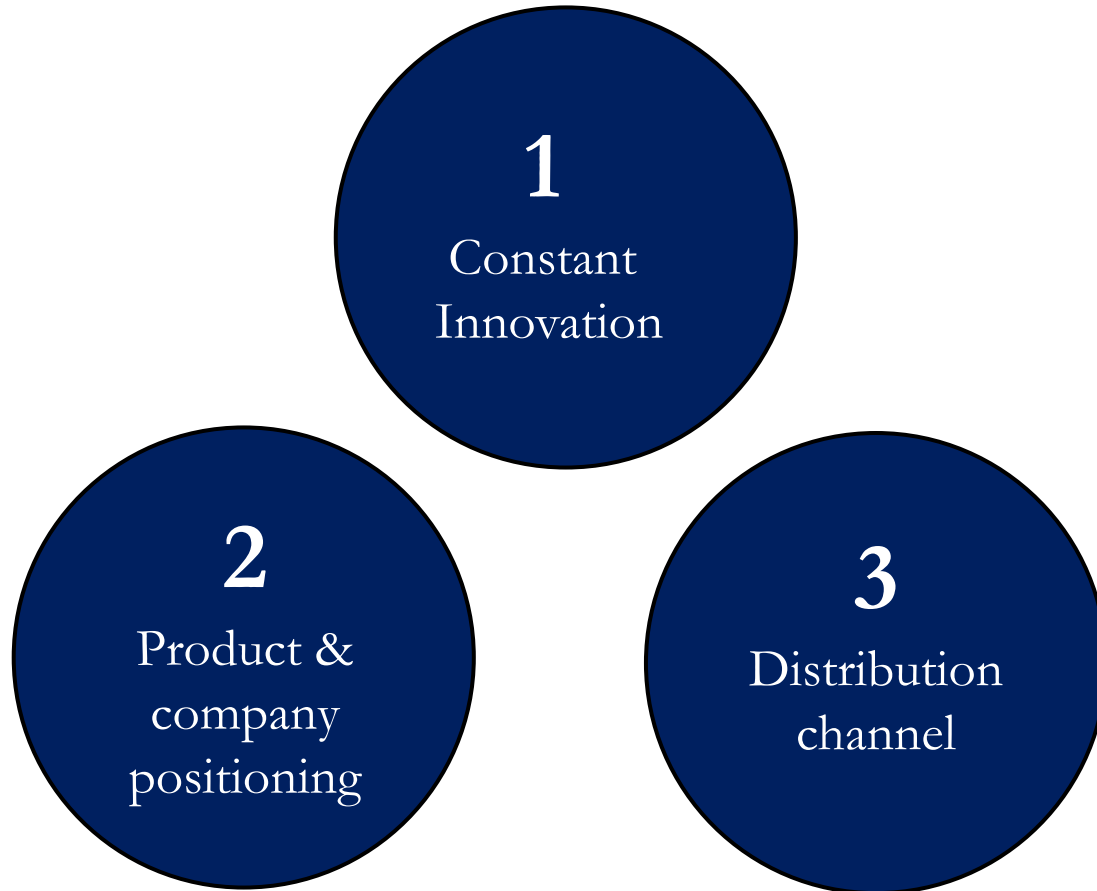 1
Constant
Innovation
2
Product &
company
positioning
3
Distribution
channel